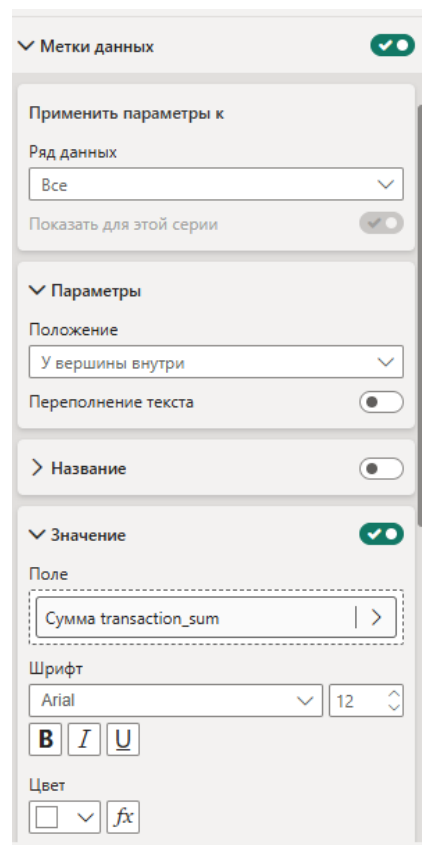 Метки данных
Применить параметры к
Ряд данных
Все
Показать для этой серии
Параметры
Положение
У вершины внутри
Переполнение текста
Название
Значение
Поле
Сумма transaction_sum
Шрифт
Arial 12
B I U
Цвет
fx